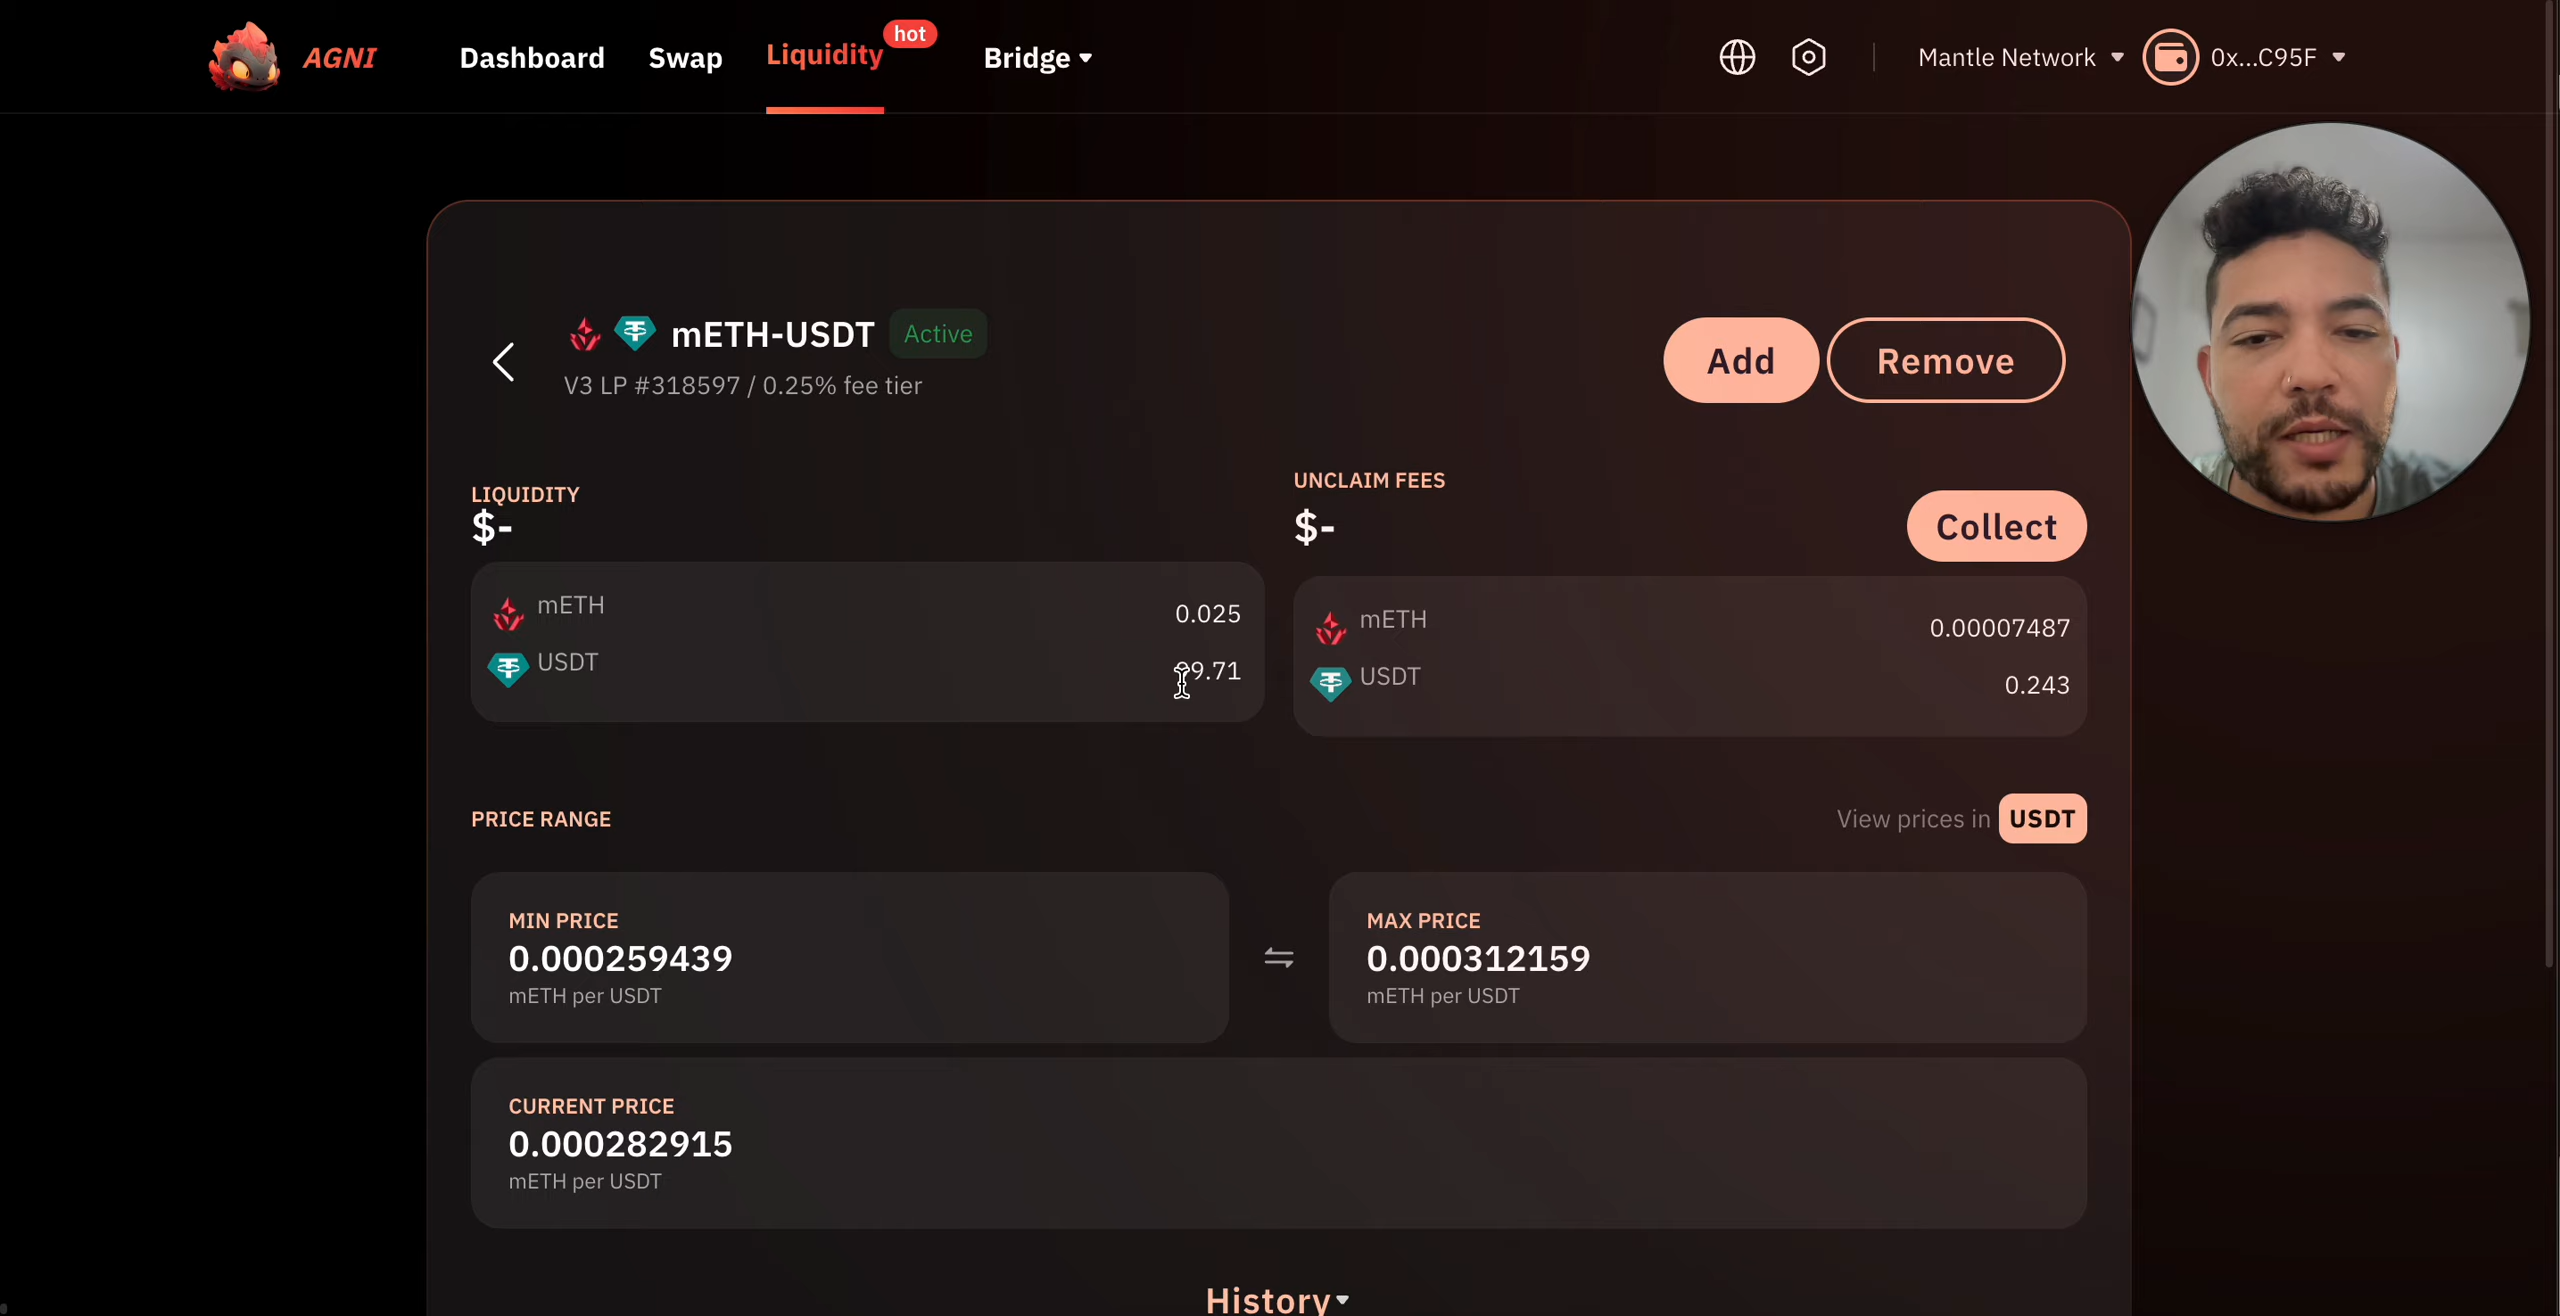 AGNI
Dashboard
Swap
Liquidity
hot
Bridge
Mantle Network
0x...C95F
mETH-USDT
Active
V3 LP #318597 / 0.25% fee tier
Add
Remove
LIQUIDITY
$-
mETH
0.025
USDT
UNCLAIM FEES
$-
Collect
mETH
0.00007487
USDT
0.243
PRICE RANGE
View prices in USDT
MIN PRICE
0.000259439
mETH per USDT
MAX PRICE
0.000312159
mETH per USDT
CURRENT PRICE
0.000282915
mETH per USDT
History